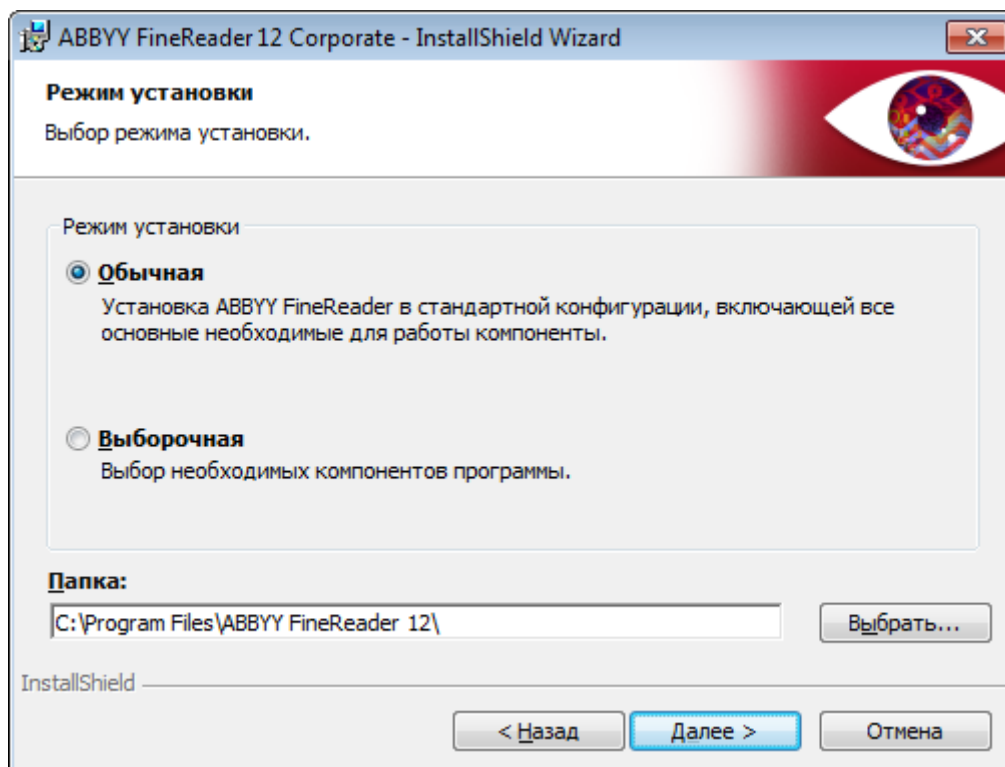 ABBYY FineReader 12 Corporate - InstallShield Wizard
Режим установки
Выбор режима установки.
Режим установки
Обычная
Установка ABBYY FineReader в стандартной конфигурации, включающей все
основные необходимые для работы компоненты.
Выборочная
Выбор необходимых компонентов программы.
Папка:
C:\Program Files\ABBYY FineReader 12\
Выбрать...
InstallShield
< Назад
Далее >
Отмена